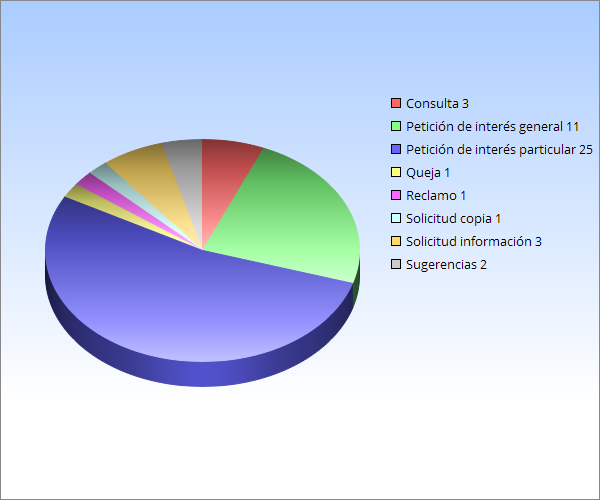 Consulta 3
Petición de interés general 11
Petición de interés particular 25
Queja 1
Reclamo 1
Solicitud copia 1
Solicitud información 3
Sugerencias 2